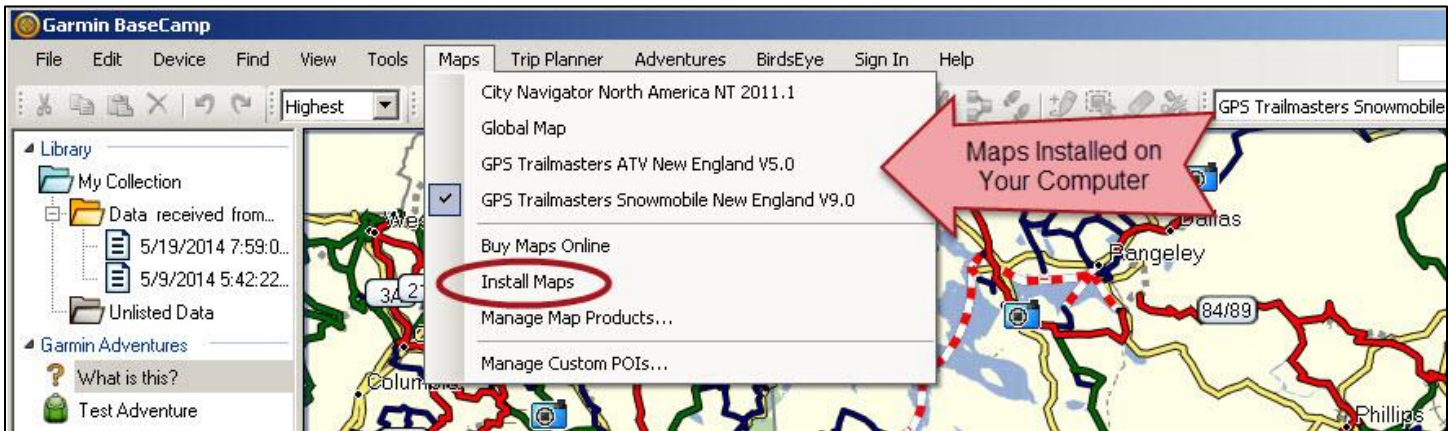 Garmin BaseCamp
File Edit Device Find View Tools Maps Trip Planner Adventures BirdsEye Sign In Help
Highest
GPS Trailmasters Snowmobile
Library
My Collection
Data received from...
5/19/2014 7:59:0...
5/9/2014 5:42:22...
Unlisted Data
Garmin Adventures
What is this?
Test Adventure
City Navigator North America NT 2011.1
Global Map
GPS Trailmasters ATV New England V5.0
GPS Trailmasters Snowmobile New England V9.0
Buy Maps Online
Install Maps
Manage Map Products...
Manage Custom POIs...
Maps Installed on
Your Computer
Dallas
Rangeley
84/89
Phillips